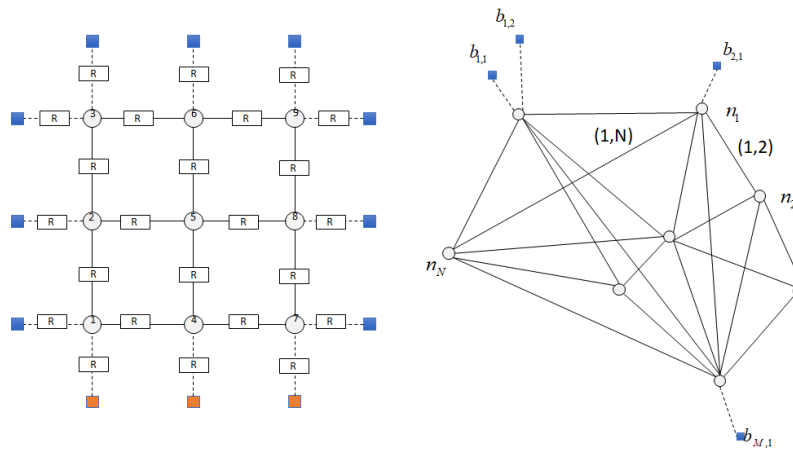 R R R
R 3 R 6 R 9 R
R R R
R 2 R 5 R 8 R
R R R
R 1 R 4 R 7 R
R R R
b1,2
b1,1
b2,1
n1
(1,N)
(1,2)
n2
nN
bM,1